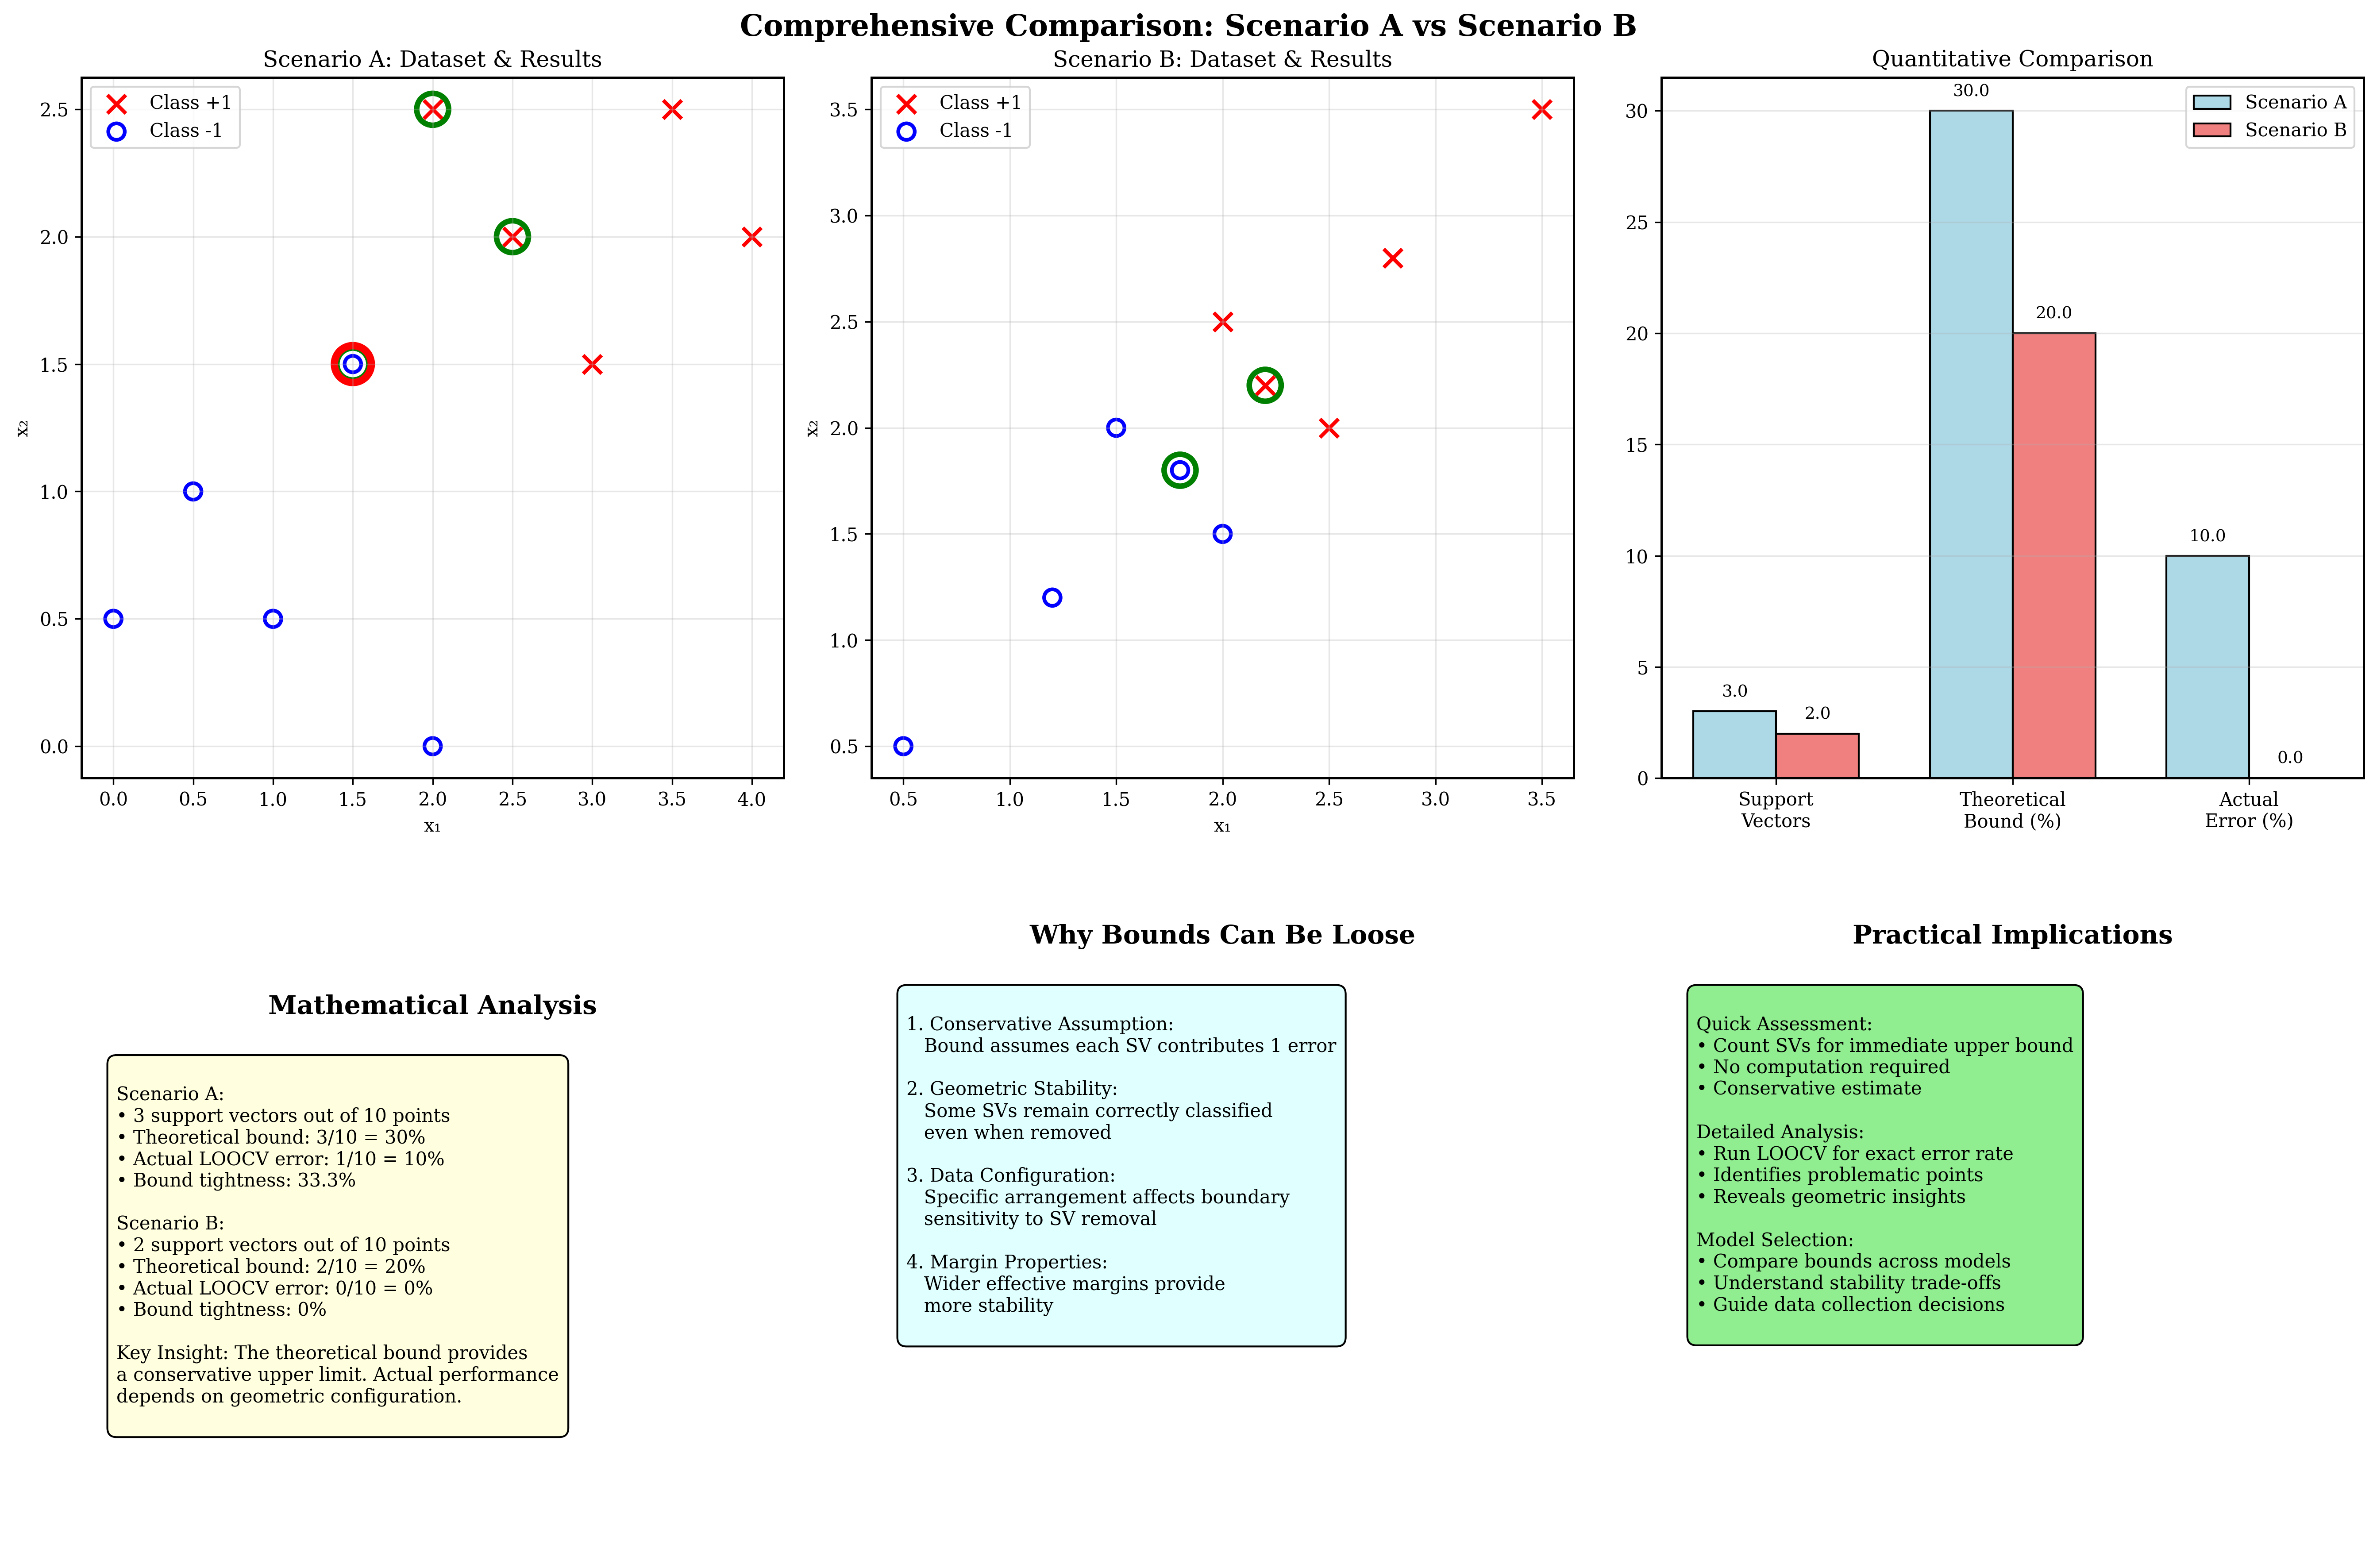 Comprehensive Comparison: Scenario A vs Scenario B
Scenario A: Dataset & Results
Class +1
Class -1
2.5
2.0
1.5
1.0
0.5
0.0
x₂
0.0 0.5 1.0 1.5 2.0 2.5 3.0 3.5 4.0
x₁
Scenario B: Dataset & Results
Class +1
Class -1
3.5
3.0
2.5
2.0
1.5
1.0
0.5
x₂
0.5 1.0 1.5 2.0 2.5 3.0 3.5
x₁
Quantitative Comparison
Scenario A
Scenario B
30
25
20
15
10
5
0
30.0
20.0
10.0
3.0
2.0
0.0
Support
Vectors
Theoretical
Bound (%)
Actual
Error (%)
Mathematical Analysis
Scenario A:
• 3 support vectors out of 10 points
• Theoretical bound: 3/10 = 30%
• Actual LOOCV error: 1/10 = 10%
• Bound tightness: 33.3%
Scenario B:
• 2 support vectors out of 10 points
• Theoretical bound: 2/10 = 20%
• Actual LOOCV error: 0/10 = 0%
• Bound tightness: 0%
Key Insight: The theoretical bound provides
a conservative upper limit. Actual performance
depends on geometric configuration.
Why Bounds Can Be Loose
1. Conservative Assumption:
Bound assumes each SV contributes 1 error
2. Geometric Stability:
Some SVs remain correctly classified
even when removed
3. Data Configuration:
Specific arrangement affects boundary
sensitivity to SV removal
4. Margin Properties:
Wider effective margins provide
more stability
Practical Implications
Quick Assessment:
• Count SVs for immediate upper bound
• No computation required
• Conservative estimate
Detailed Analysis:
• Run LOOCV for exact error rate
• Identifies problematic points
• Reveals geometric insights
Model Selection:
• Compare bounds across models
• Understand stability trade-offs
• Guide data collection decisions